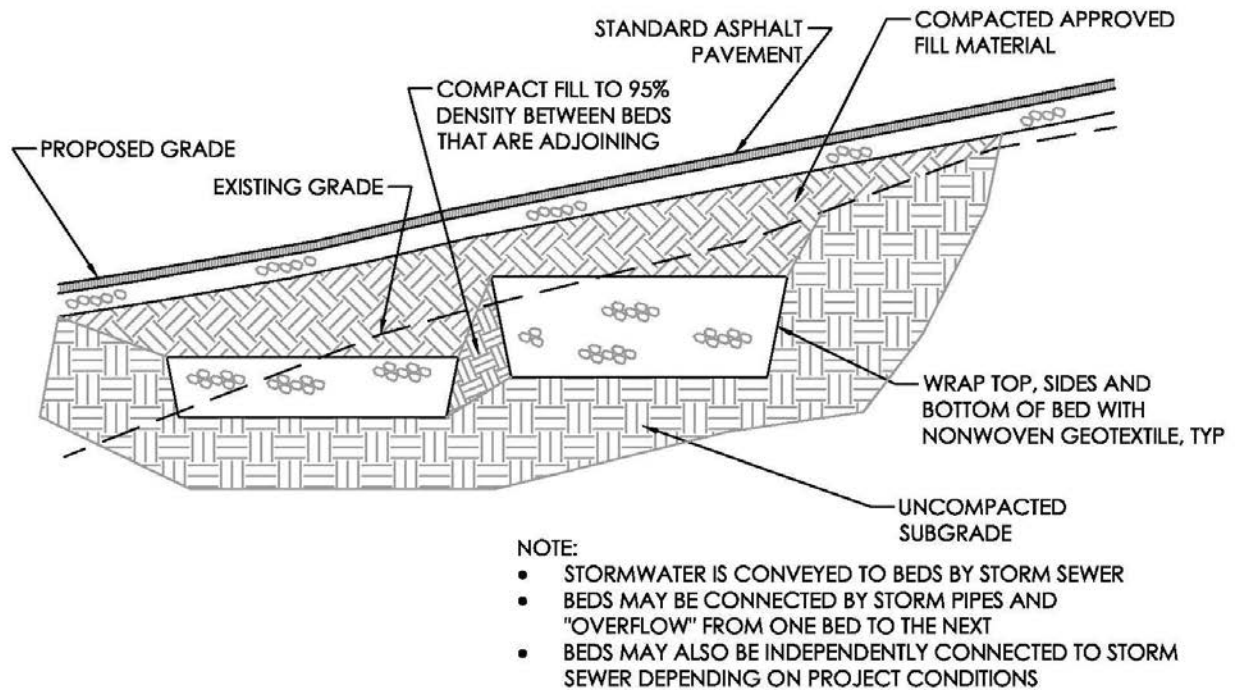 STANDARD ASPHALT
PAVEMENT
COMPACTED APPROVED
FILL MATERIAL
COMPACT FILL TO 95%
DENSITY BETWEEN BEDS
THAT ARE ADJOINING
PROPOSED GRADE
EXISTING GRADE
WRAP TOP, SIDES AND
BOTTOM OF BED WITH
NONWOVEN GEOTEXTILE, TYP
UNCOMPACTED
SUBGRADE
NOTE:
• STORMWATER IS CONVEYED TO BEDS BY STORM SEWER
• BEDS MAY BE CONNECTED BY STORM PIPES AND
"OVERFLOW" FROM ONE BED TO THE NEXT
• BEDS MAY ALSO BE INDEPENDENTLY CONNECTED TO STORM
SEWER DEPENDING ON PROJECT CONDITIONS